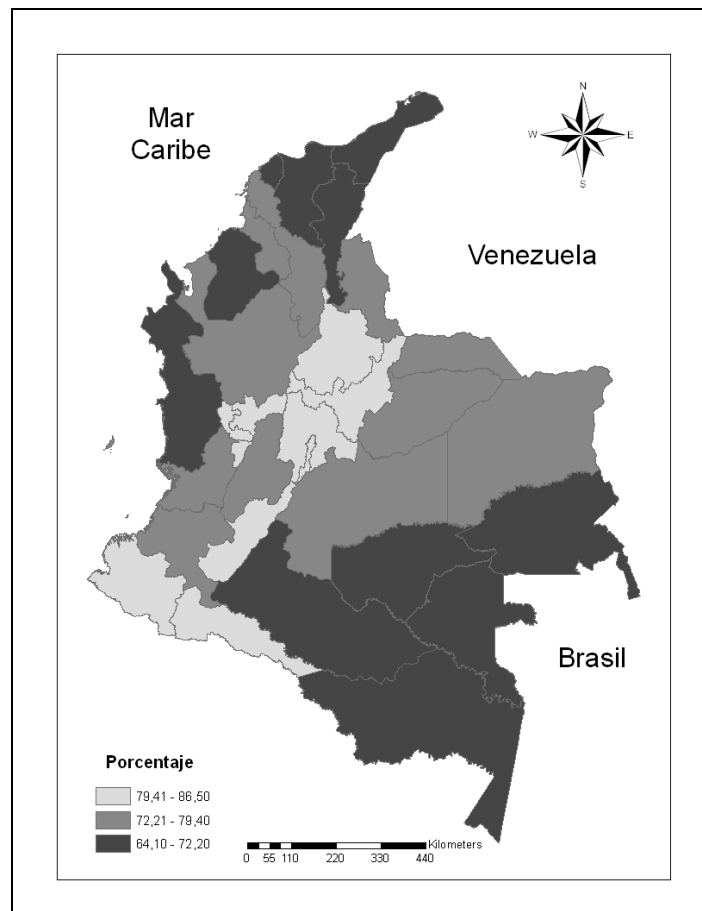 N
Mar
Caribe
W E
S
Venezuela
Brasil
Porcentaje
79,41 - 86,50
72,21 - 79,40
64,10 - 72,20
Kilometers
0 55 110 220 330 440